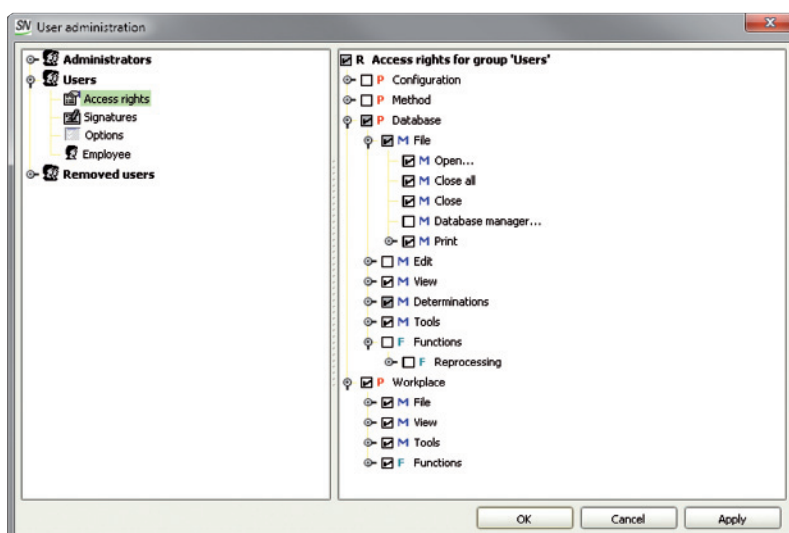 SN User administration
x
Administrators
Users
Access rights
Signatures
Options
Employee
Removed users
R Access rights for group 'Users'
P Configuration
P Method
P Database
M File
M Open...
M Close all
M Close
M Database manager...
M Print
M Edit
M View
M Determinations
M Tools
F Functions
F Reprocessing
P Workplace
M File
M View
M Tools
F Functions
OK Cancel Apply